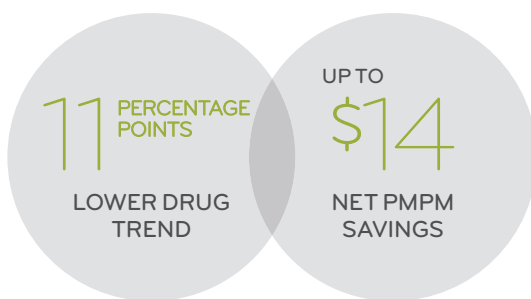 11 PERCENTAGE
POINTS
LOWER DRUG
TREND
UP TO
$14
NET PMPM
SAVINGS